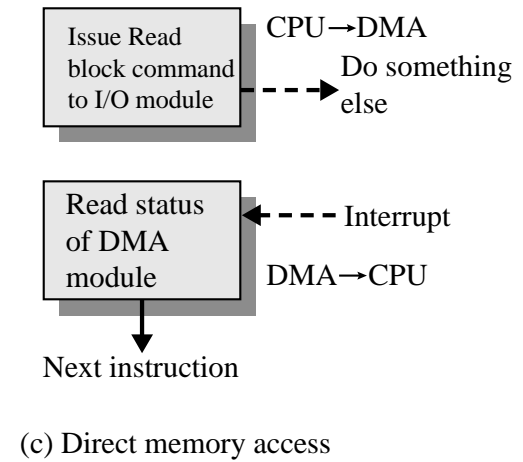 Issue Read
block command
to I/O module
CPU→DMA
Do something
else
Read status
of DMA
module
Interrupt
DMA→CPU
Next instruction
(c) Direct memory access